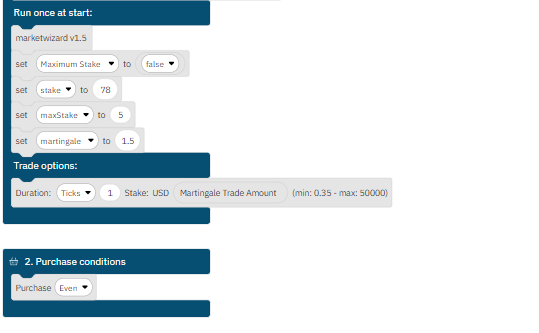 Run once at start:
marketwizard v1.5
set Maximum Stake to false
set stake to 78
set maxStake to 5
set martingale to 1.5
Trade options:
Duration: Ticks 1 Stake: USD Martingale Trade Amount (min: 0.35 - max: 50000)
2. Purchase conditions
Purchase Even